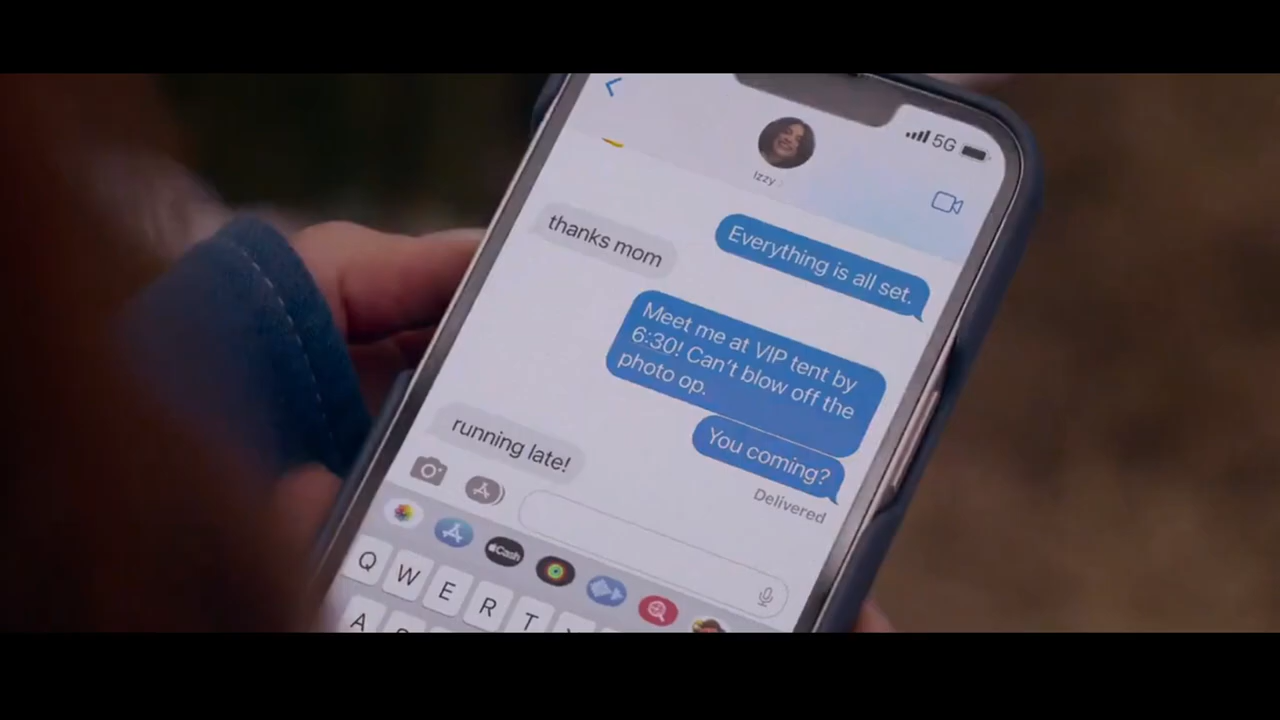 5G
Izzy
Everything is all set.
thanks mom
Meet me at VIP tent by
6:30! Can't blow off the
photo op.
You coming?
Delivered
running late!
Cash
Q W E R T
A